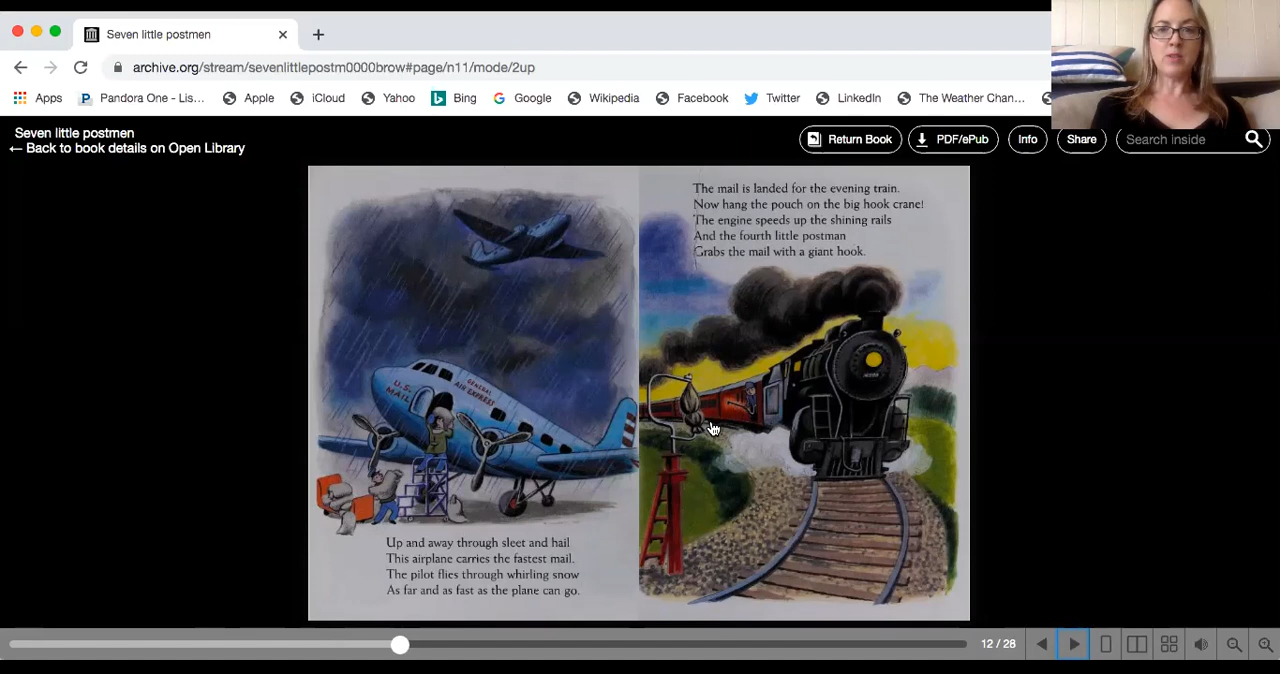 Seven little postmen
archive.org/stream/sevenlittlepostm0000brow#page/n11/mode/2up
Apps
Pandora One - Lis...
Apple
iCloud
Yahoo
Bing
Google
Wikipedia
Facebook
Twitter
LinkedIn
The Weather Chan...
Seven little postmen
← Back to book details on Open Library
Return Book
PDF/ePub
Info
Share
Search inside
U.S. MAIL
GENERAL
AIR EXPRESS
Up and away through sleet and hail
This airplane carries the fastest mail.
The pilot flies through whirling snow
As far and as fast as the plane can go.
The mail is landed for the evening train.
Now hang the pouch on the big hook crane!
The engine speeds up the shining rails
And the fourth little postman
Grabs the mail with a giant hook.
12 / 28